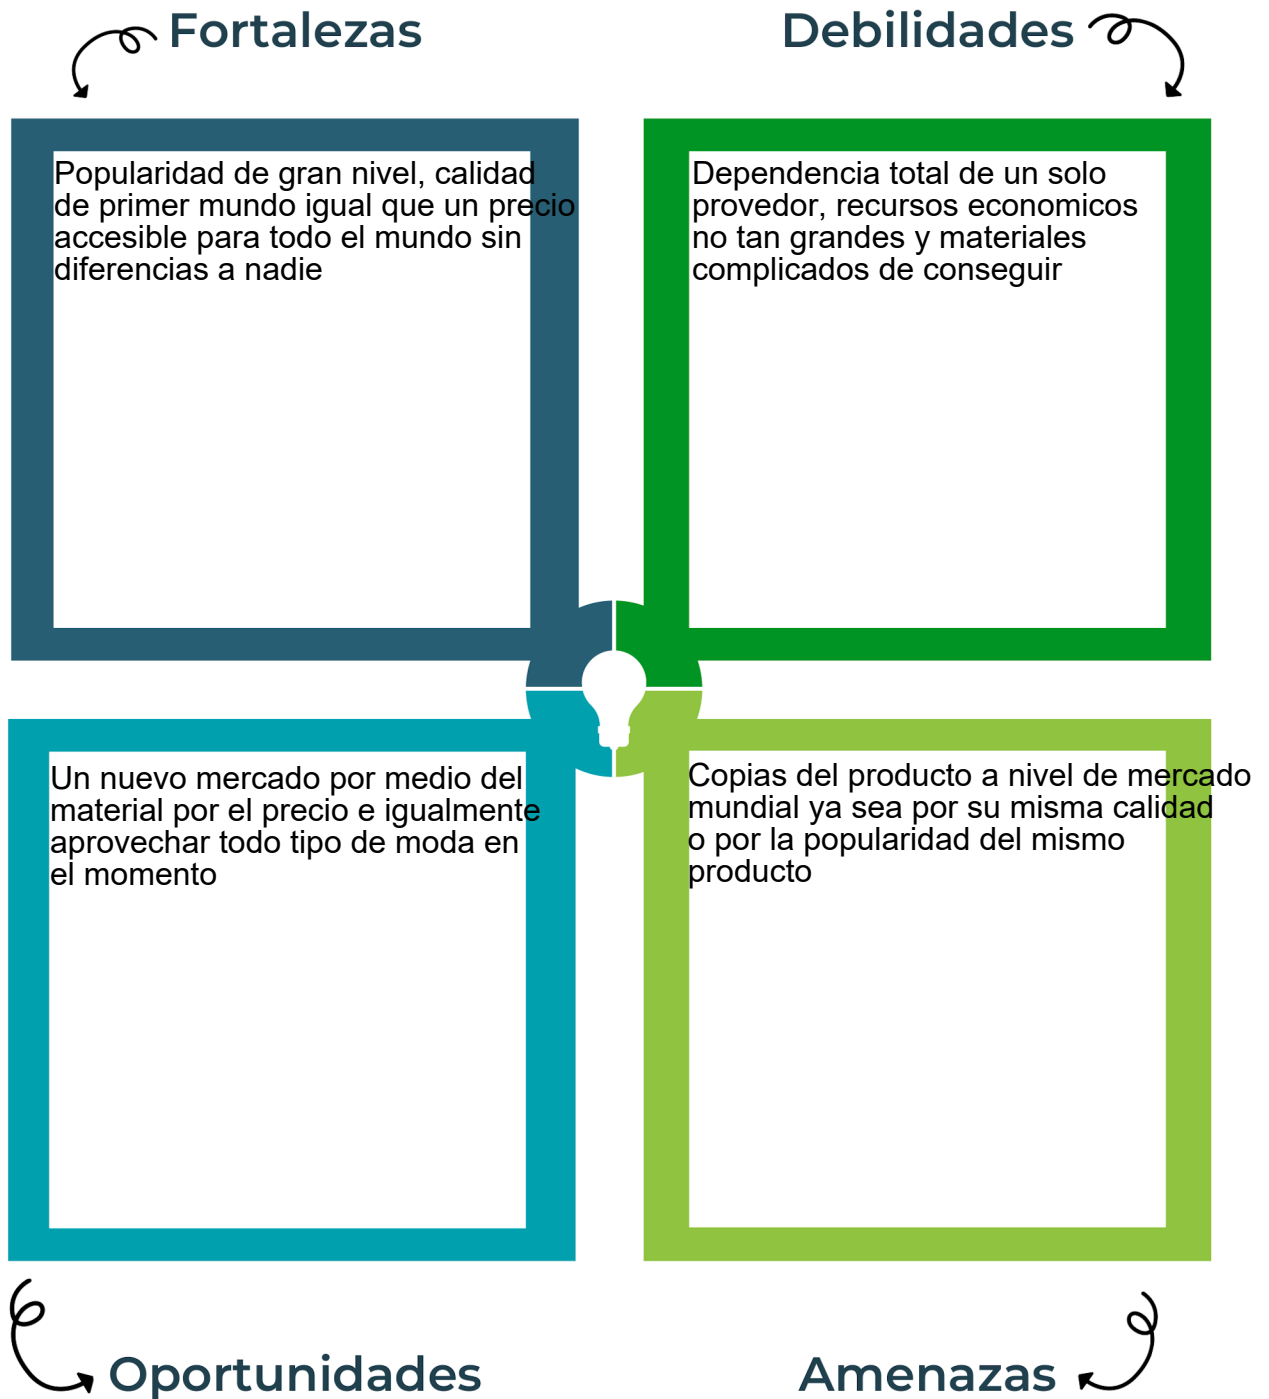 Fortalezas
Popularidad de gran nivel, calidad
de primer mundo igual que un precio
accesible para todo el mundo sin
diferencias a nadie
Debilidades
Dependencia total de un solo
provedor, recursos economicos
no tan grandes y materiales
complicados de conseguir
Un nuevo mercado por medio del
material por el precio e igualmente
aprovechar todo tipo de moda en
el momento
Oportunidades
Copias del producto a nivel de mercado
mundial ya sea por su misma calidad
o por la popularidad del mismo
producto
Amenazas